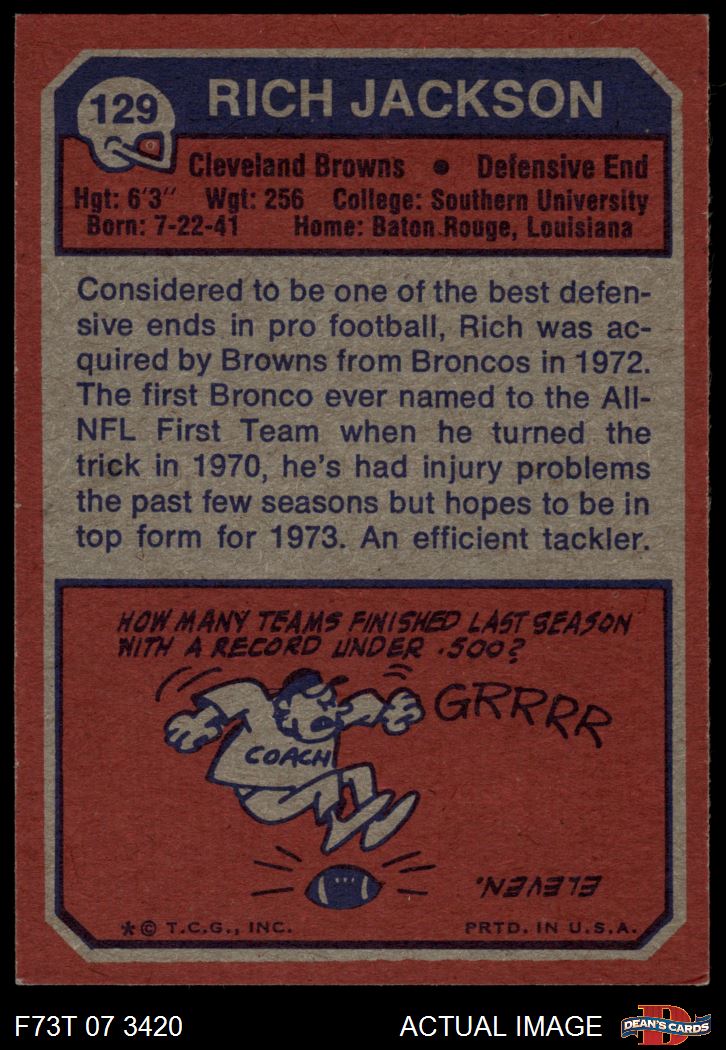 129
RICH JACKSON
Cleveland Browns • Defensive End
Hgt: 6'3" Wgt: 256 College: Southern University
Born: 7-22-41 Home: Baton Rouge, Louisiana
Considered to be one of the best defen-
sive ends in pro football, Rich was ac-
quired by Browns from Broncos in 1972.
The first Bronco ever named to the All-
NFL First Team when he turned the
trick in 1970, he's had injury problems
the past few seasons but hopes to be in
top form for 1973. An efficient tackler.
HOW MANY TEAMS FINISHED LAST SEASON
WITH A RECORD UNDER .500?
GRRRR
COACH
ELEVEN.
*© T.C.G., INC. PRTD. IN U.S.A.
F73T 07 3420 ACTUAL IMAGE D DEAN'S CARDS